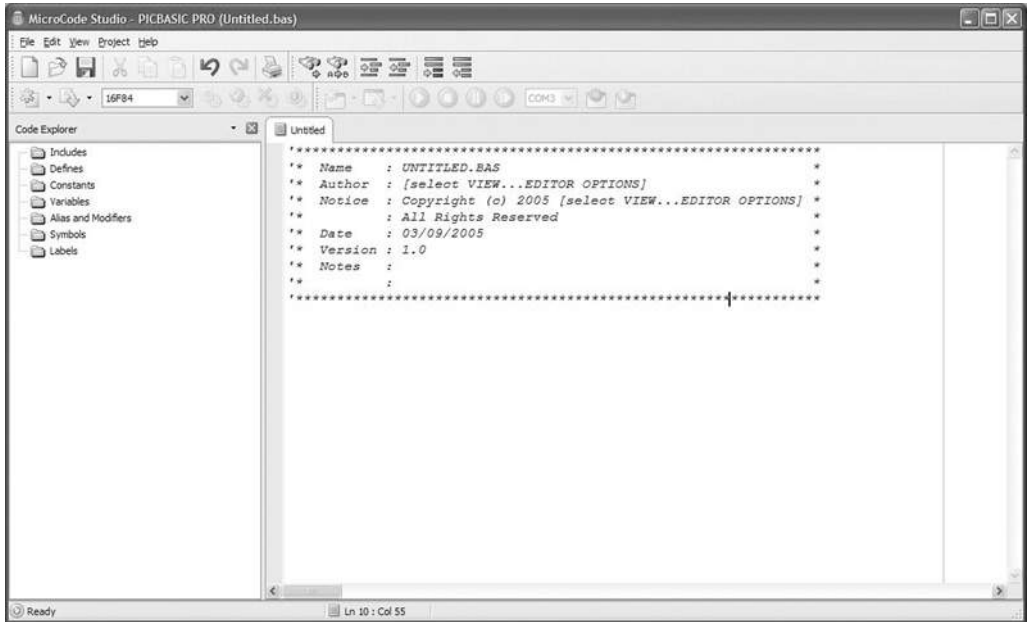 MicroCode Studio - PICBASIC PRO (Untitled.bas)
File Edit View Project Help
16F84
COM3
Code Explorer
Untitled
Includes
Defines
Constants
Variables
Alias and Modifiers
Symbols
Labels
'****************************************************************
'*  Name    : UNTITLED.BAS                                      *
'*  Author  : [select VIEW...EDITOR OPTIONS]                    *
'*  Notice  : Copyright (c) 2005 [select VIEW...EDITOR OPTIONS] *
'*          : All Rights Reserved                               *
'*  Date    : 03/09/2005                                        *
'*  Version : 1.0                                               *
'*  Notes   :                                                   *
'*          :                                                   *
'****************************************************************
Ready
Ln 10 : Col 55